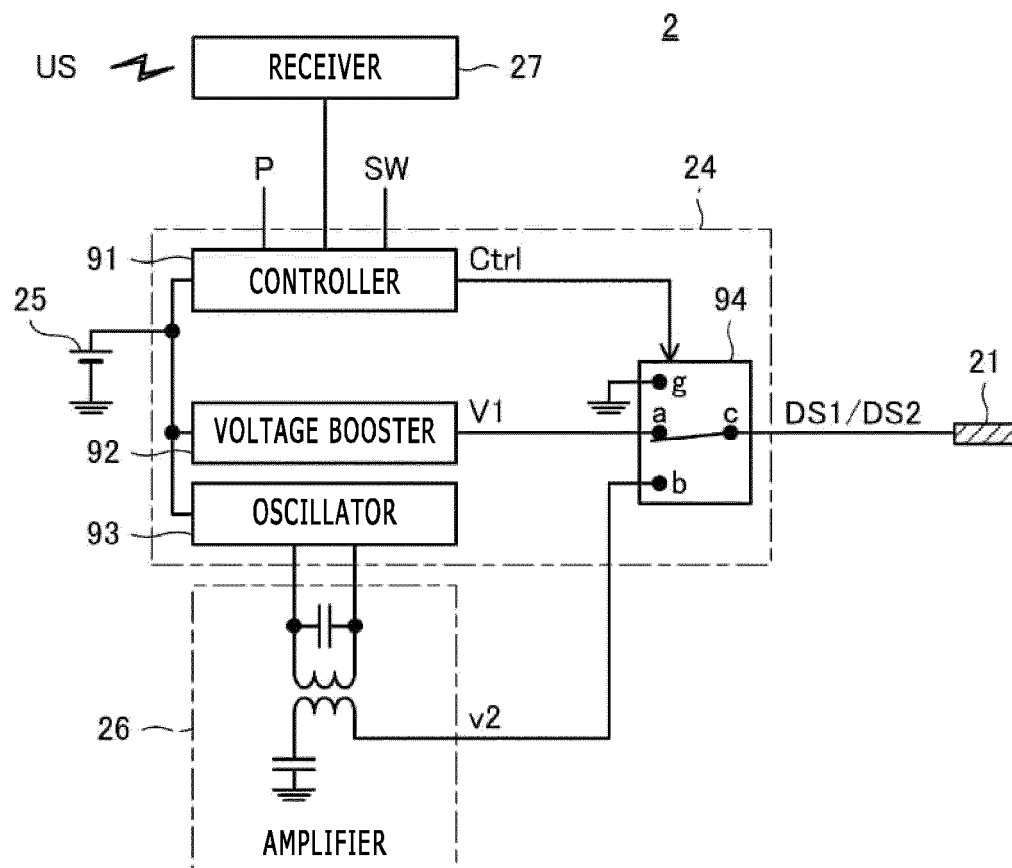 2
US
RECEIVER
27
P
SW
24
91
CONTROLLER
Ctrl
25
94
g
21
VOLTAGE BOOSTER
V1
a
c
DS1/DS2
92
OSCILLATOR
b
93
26
v2
AMPLIFIER